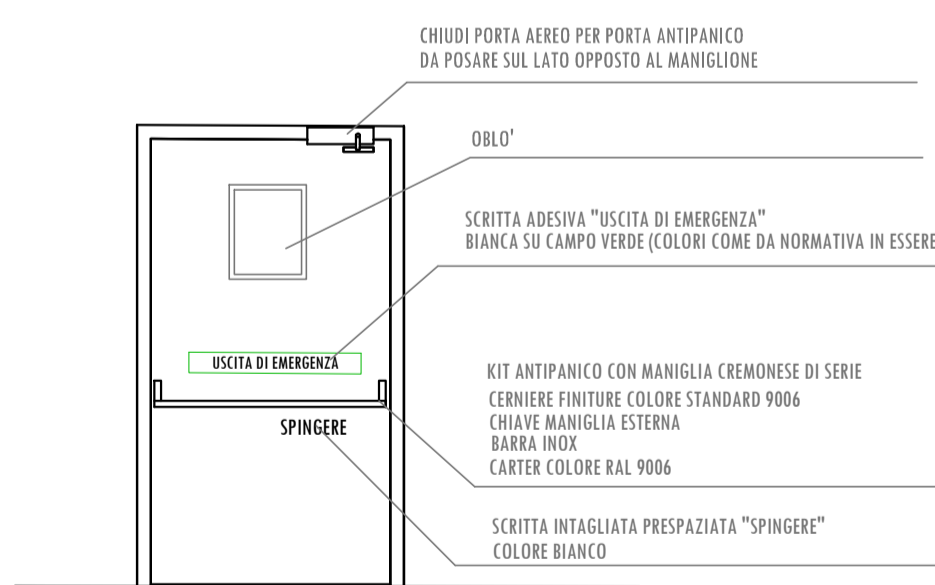 CHIUDI PORTA AEREO PER PORTA ANTIPANICO
DA POSARE SUL LATO OPPOSTO AL MANIGLIONE
OBLO'
SCRITTA ADESIVA "USCITA DI EMERGENZA"
BIANCA SU CAMPO VERDE (COLORI COME DA NORMATIVA IN ESSERE
USCITA DI EMERGENZA
KIT ANTIPANICO CON MANIGLIA CREMONESE DI SERIE
CERNIERE FINITURE COLORE STANDARD 9006
CHIAVE MANIGLIA ESTERNA
BARRA INOX
CARTER COLORE RAL 9006
SPINGERE
SCRITTA INTAGLIATA PRESPAZIATA "SPINGERE"
COLORE BIANCO